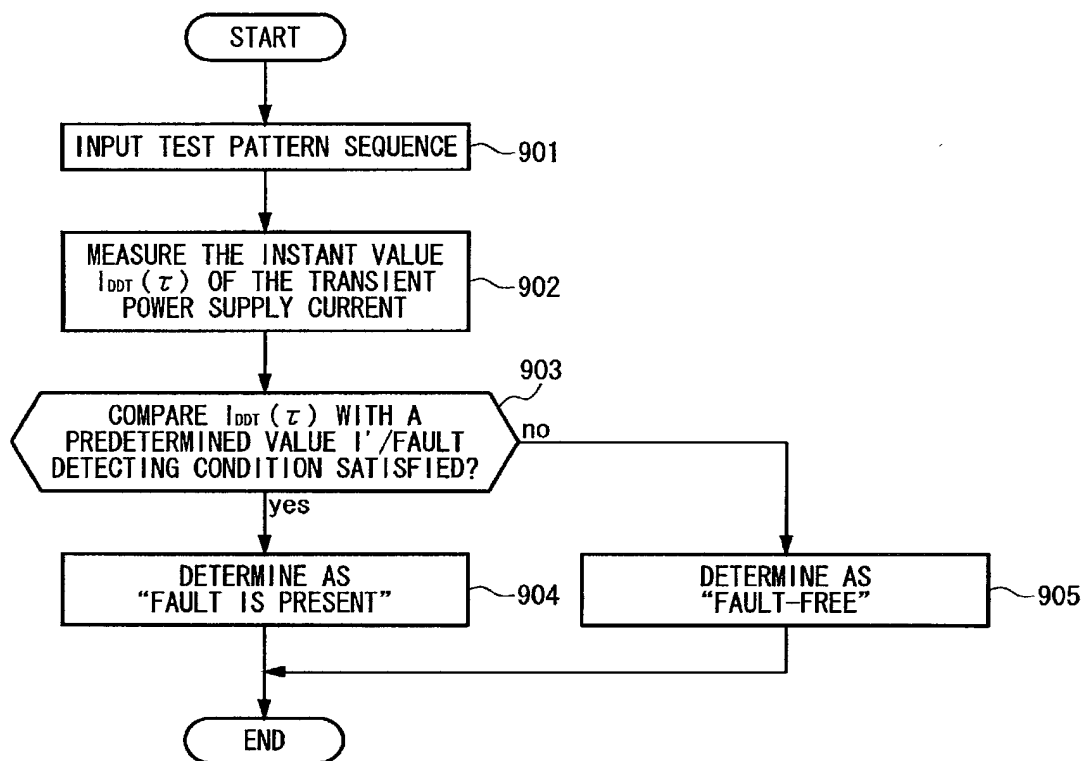 START
INPUT TEST PATTERN SEQUENCE
901
MEASURE THE INSTANT VALUE
IDDT(τ) OF THE TRANSIENT
POWER SUPPLY CURRENT
902
903
COMPARE IDDT(τ) WITH A
PREDETERMINED VALUE I'/FAULT
DETECTING CONDITION SATISFIED?
no
yes
DETERMINE AS
“FAULT IS PRESENT”
904
DETERMINE AS
“FAULT-FREE”
905
END